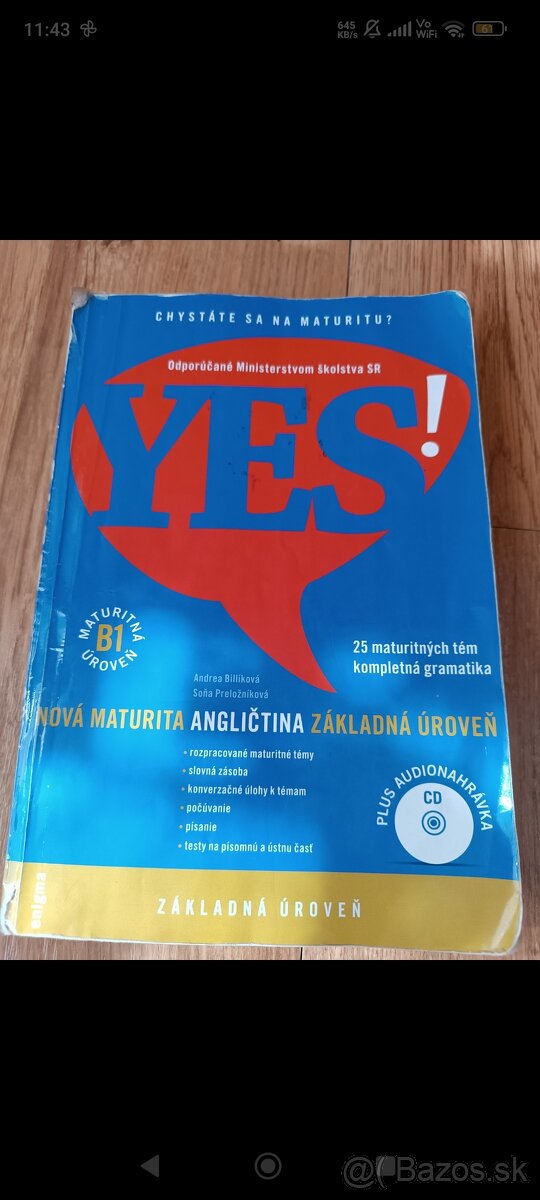 11:43
645
KB/s
Vo
WiFi
61
CHYSTÁTE SA NA MATURITU?
Odporúčané Ministerstvom školstva SR
YES!
MATURITNÁ
B1
ÚROVEŇ
25 maturitných tém
kompletná gramatika
Andrea Billíková
Soňa Preložníková
NOVÁ MATURITA ANGLIČTINA ZÁKLADNÁ ÚROVEŇ
• rozpracované maturitné témy
• slovná zásoba
• konverzačné úlohy k témam
• počúvanie
• písanie
• testy na písomnú a ústnu časť
PLUS AUDIONAHRÁVKA
CD
enigma
ZÁKLADNÁ ÚROVEŇ
@Bazos.sk